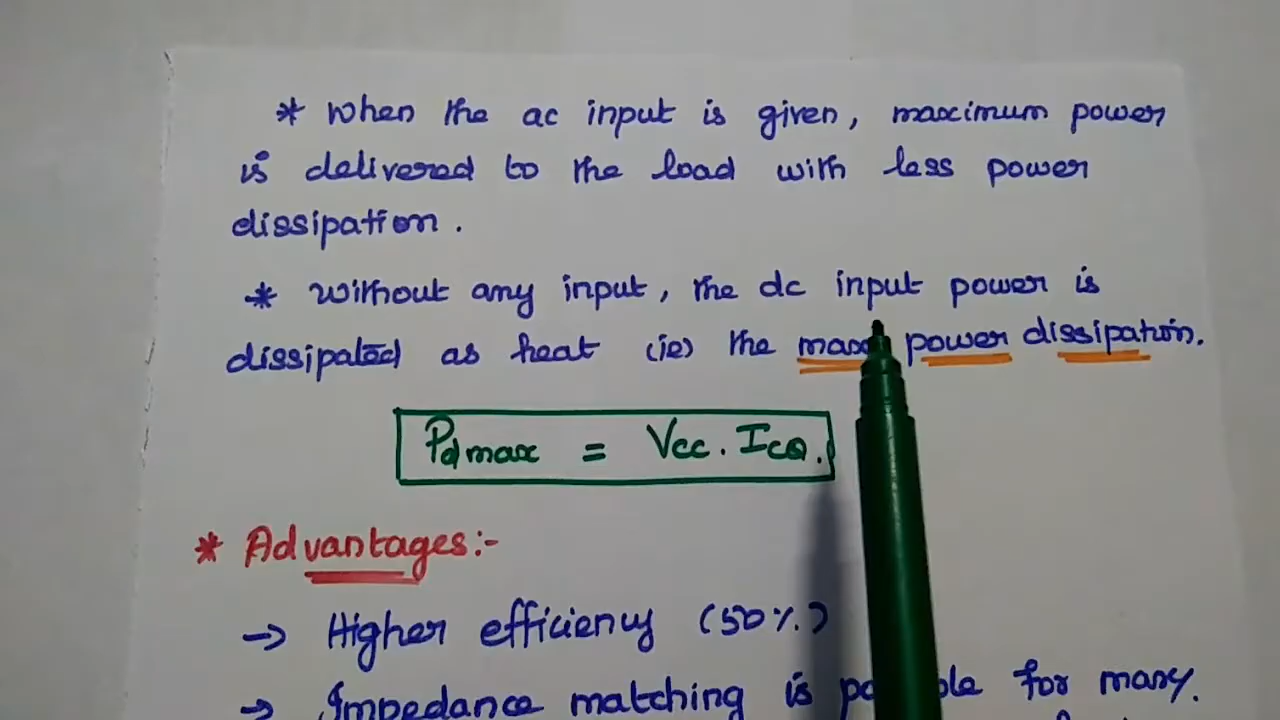 * When the ac input is given, maximum power
is delivered to the load with less power
dissipation.
* Without any input, the dc input power is
dissipated as heat (ie) the max power dissipation.
Pdmax = Vcc. ICQ.
* Advantages:-
→ Higher efficiency (50%)
→ Impedance matching is possible for many.